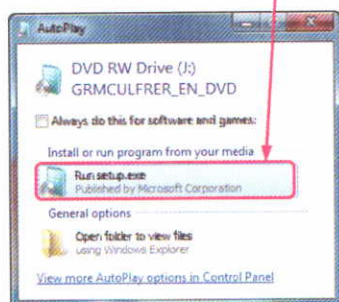 AutoPlay
DVD RW Drive (J:)
GRMCULFRER_EN_DVD
Always do this for software and games:
Install or run program from your media
Run setup.exe
Published by Microsoft Corporation
General options
Open folder to view files
using Windows Explorer
View more AutoPlay options in Control Panel